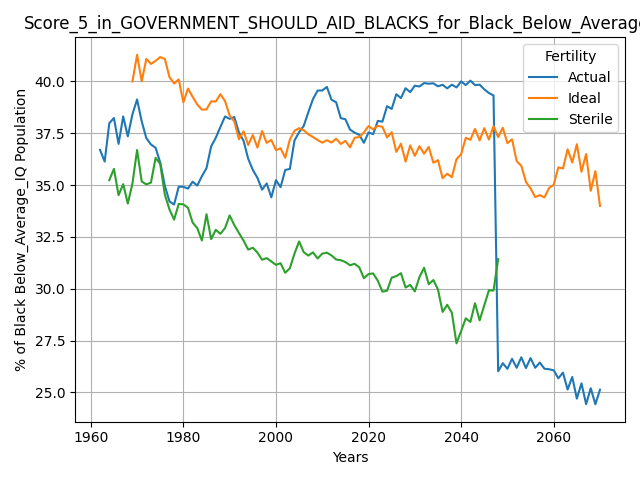 Score_5_in_GOVERNMENT_SHOULD_AID_BLACKS_for_Black_Below_Average
Fertility
Actual
Ideal
Sterile
% of Black Below_Average_IQ Population
40.0
37.5
35.0
32.5
30.0
27.5
25.0
1960
1980
2000
2020
2040
2060
Years